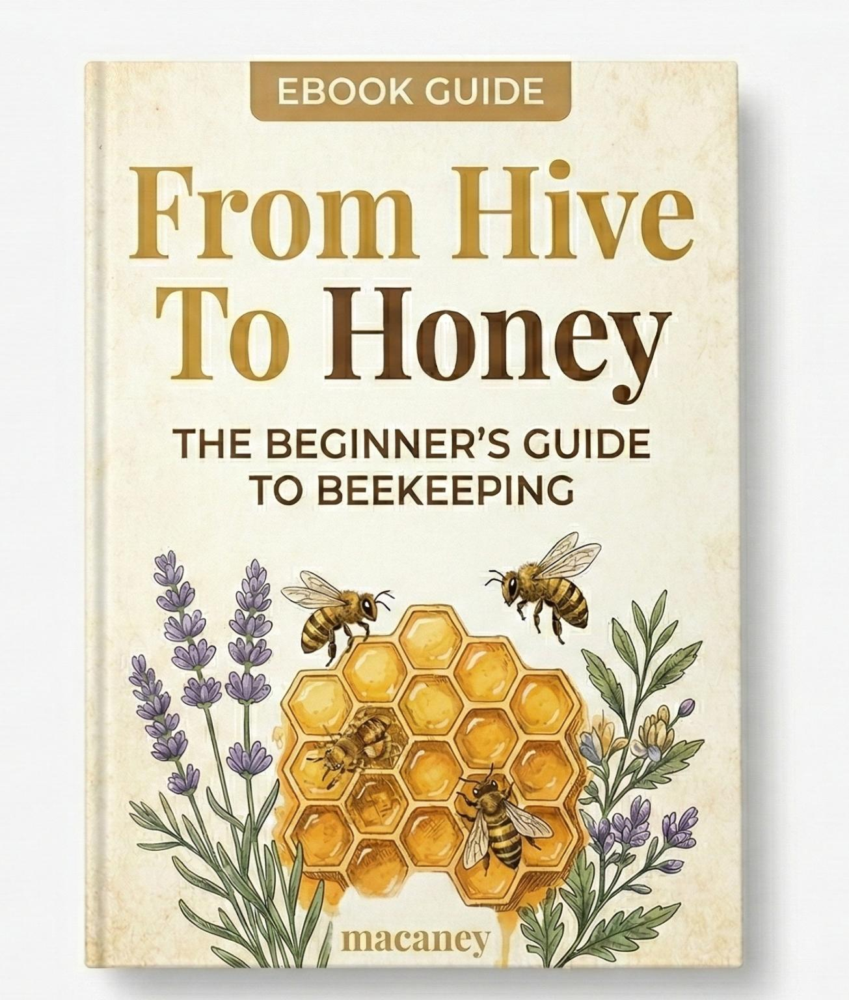 EBOOK GUIDE
From Hive
To Honey
THE BEGINNER’S GUIDE
TO BEEKEEPING
macaney